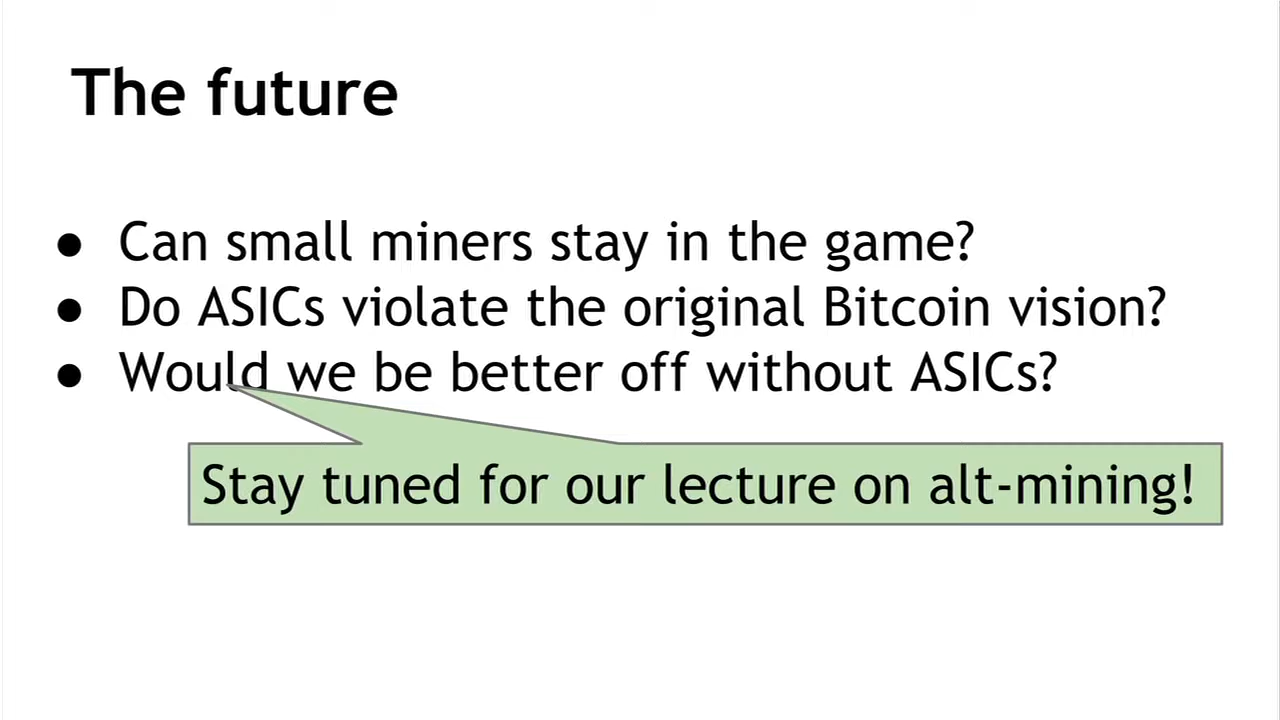 The future
● Can small miners stay in the game?
● Do ASICs violate the original Bitcoin vision?
● Would we be better off without ASICs?
Stay tuned for our lecture on alt-mining!